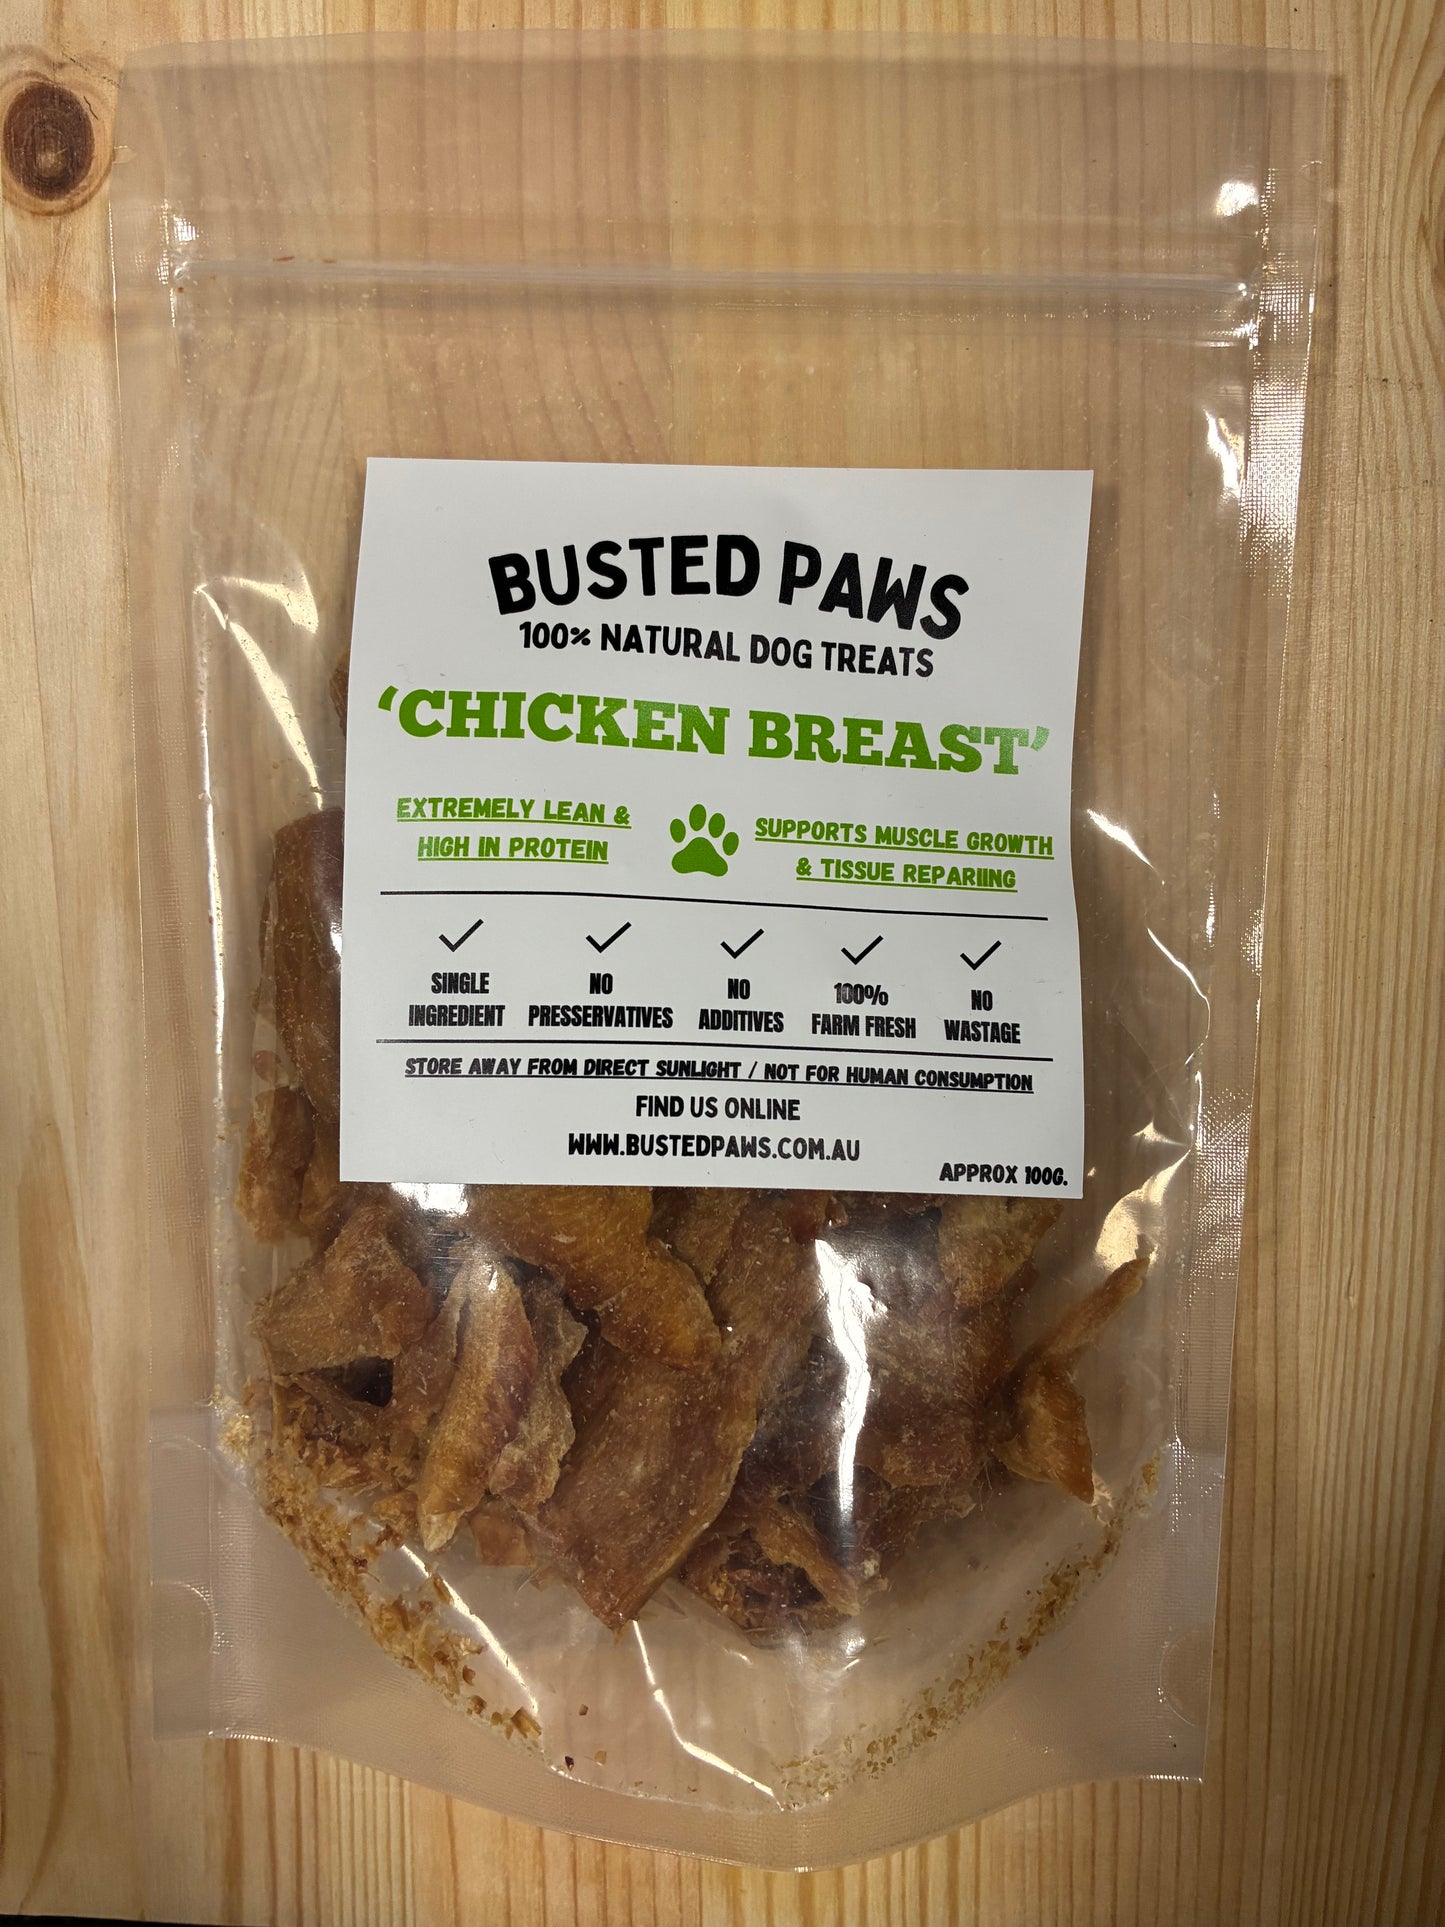 BUSTED PAWS
100% NATURAL DOG TREATS
‘CHICKEN BREAST’
EXTREMELY LEAN &
HIGH IN PROTEIN
SUPPORTS MUSCLE GROWTH
& TISSUE REPARIING
SINGLE
INGREDIENT
NO
PRESSERVATIVES
NO
ADDITIVES
100%
FARM FRESH
NO
WASTAGE
STORE AWAY FROM DIRECT SUNLIGHT / NOT FOR HUMAN CONSUMPTION
FIND US ONLINE
WWW.BUSTEDPAWS.COM.AU
APPROX 100G.